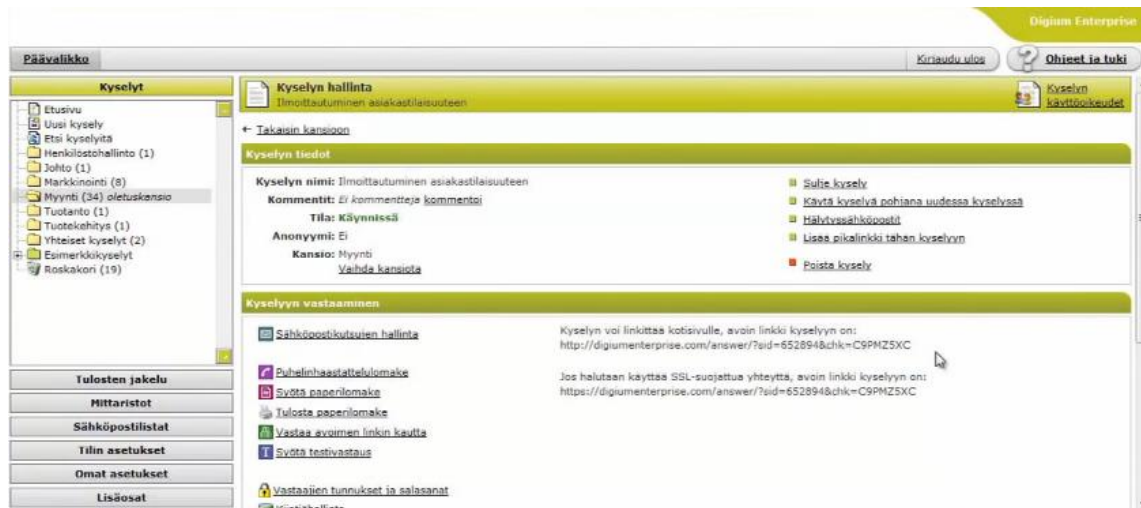 Digium Enterprise
Päävalikko
Kirjaudu ulos
Ohjeet ja tuki
Kyselyt
Etusivu
Uusi kysely
Etsi kyselyitä
Henkilöstöhallinto (1)
Johto (1)
Markkinointi (8)
Myynti (34) oletuskansio
Tuotanto (1)
Tuotekehitys (1)
Yhteiset kyselyt (2)
Esimerkkikyselyt
Roskakori (19)
Tulosten jakelu
Mittaristot
Sähköpostilistat
Tilin asetukset
Omat asetukset
Lisäosat
Kyselyn hallinta
Ilmoittautuminen asiakastilaisuuteen
Kyselyn
käyttöoikeudet
← Takaisin kansioon
Kyselyn tiedot
Kyselyn nimi: Ilmoittautuminen asiakastilaisuuteen
Kommentit: Ei kommentteja kommentoi
Tila: Käynnissä
Anonyymi: Ei
Kansio: Myynti
Vaihda kansiota
Sulje kysely
Käytä kyselyä pohjana uudessa kyselyssä
Hälytyssähköpostit
Lisää pikalinkki tähän kyselyyn
Poista kysely
Kyselyyn vastaaminen
Sähköpostikutsujen hallinta
Puhelinhaastattelulomake
Syötä paperilomake
Tulosta paperilomake
Vastaa avoimen linkin kautta
Syötä testivastaus
Vastaajien tunnukset ja salasanat
Kyselyn voi linkittää kotisivulle, avoin linkki kyselyyn on:
http://digiumenterprise.com/answer/?sid=652894&chk=C9PMZ5XC
Jos halutaan käyttää SSL-suojattua yhteyttä, avoin linkki kyselyyn on:
https://digiumenterprise.com/answer/?sid=652894&chk=C9PMZ5XC